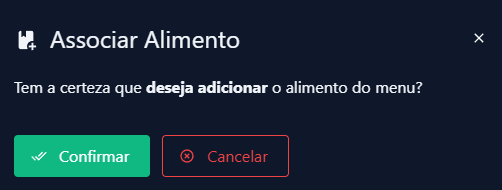 Associar Alimento
Tem a certeza que deseja adicionar o alimento do menu?
Confirmar
Cancelar